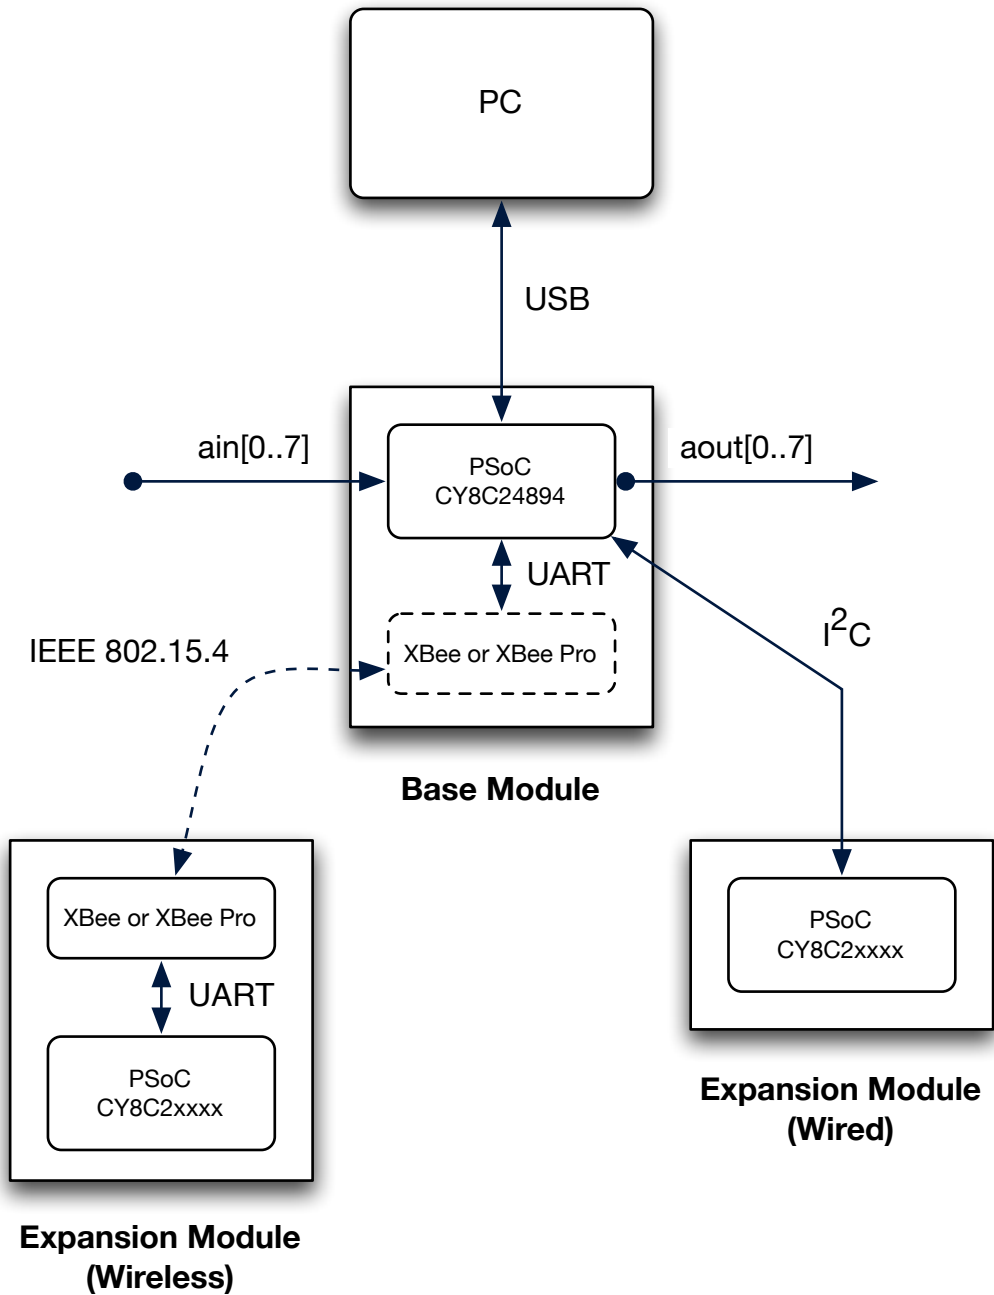 PC
USB
ain[0..7]
aout[0..7]
PSoC
CY8C24894
UART
I²C
IEEE 802.15.4
XBee or XBee Pro
Base Module
XBee or XBee Pro
UART
PSoC
CY8C2xxxx
Expansion Module
(Wireless)
PSoC
CY8C2xxxx
Expansion Module
(Wired)